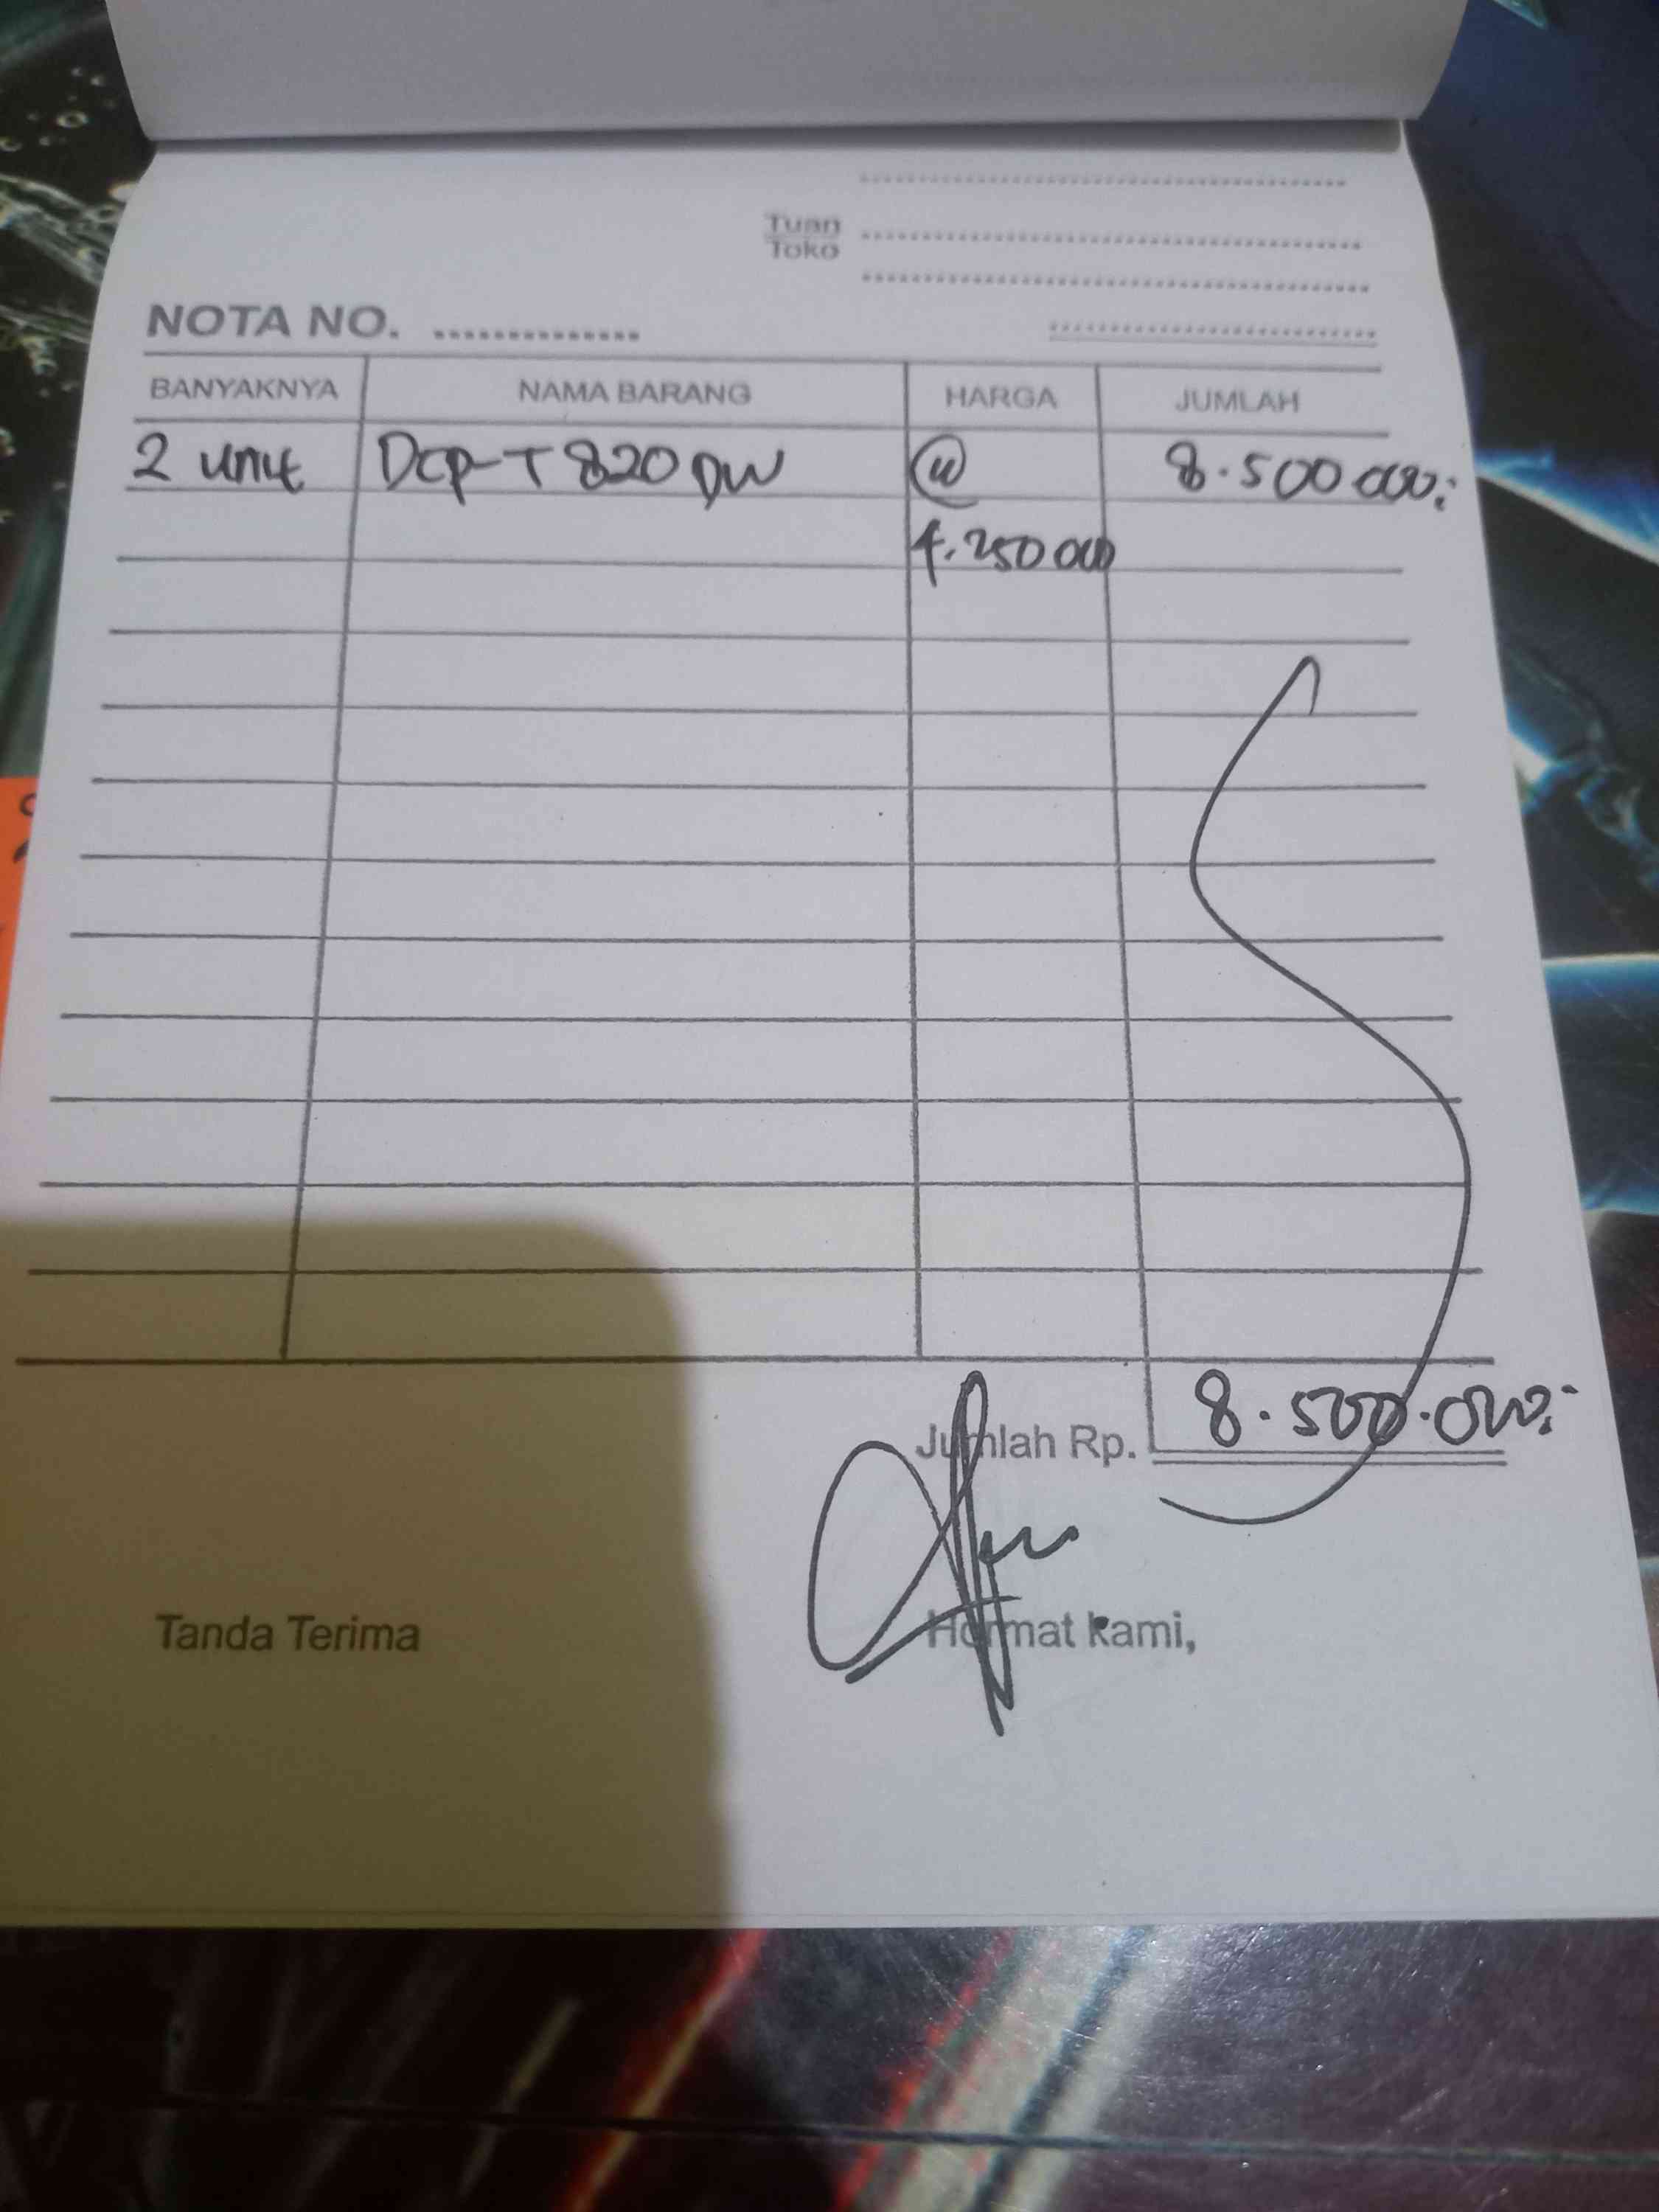 Tuan
Toko
NOTA NO. ...............
BANYAKNYA NAMA BARANG HARGA JUMLAH
2 unit DCP-T820DW @ 8.500.000,-
4.250.000
Jumlah Rp. 8.500.000,-
Tanda Terima Hormat kami,